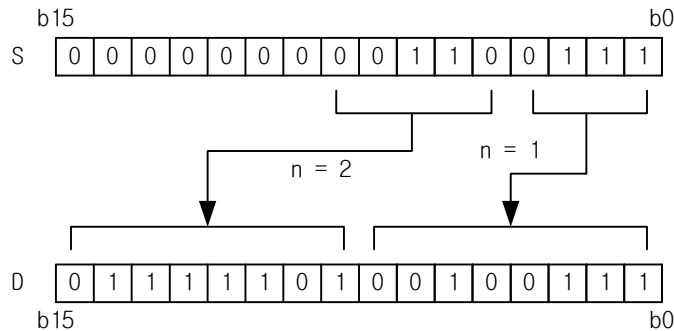 b15 b0
S 0 0 0 0 0 0 0 0 0 1 1 0 0 1 1 1
n = 2 n = 1
D 0 1 1 1 1 1 0 1 0 0 1 0 0 1 1 1
b15 b0